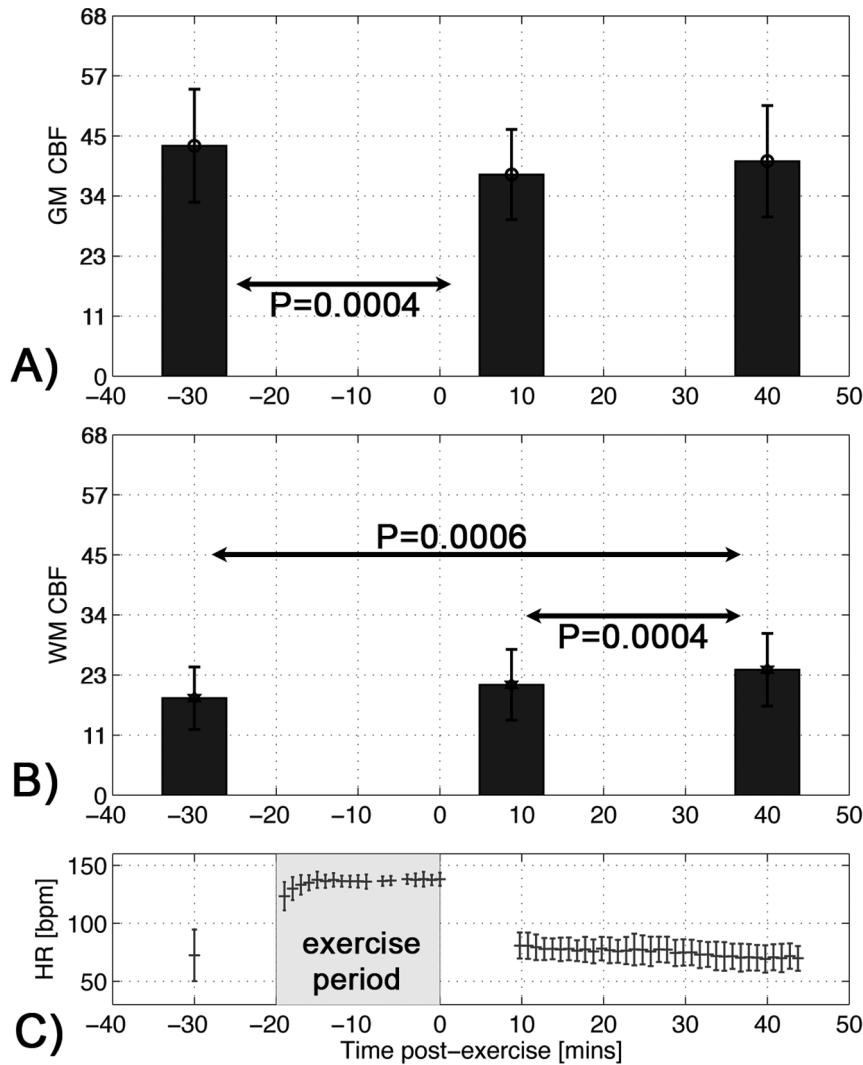 68
57
45
34
23
11
0
GM CBF
P=0.0004
A)
−40 −30 −20 −10 0 10 20 30 40 50
68
57
45
34
23
11
0
WM CBF
P=0.0006
P=0.0004
B)
−40 −30 −20 −10 0 10 20 30 40 50
150
100
50
HR [bpm]
exercise
period
C)
−40 −30 −20 −10 0 10 20 30 40 50
Time post−exercise [mins]